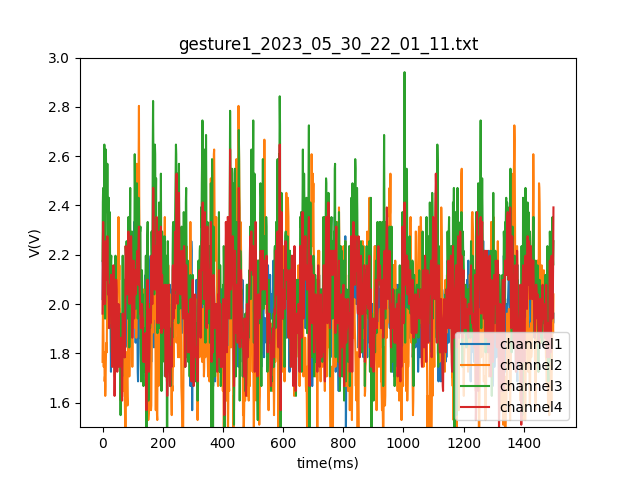 gesture1_2023_05_30_22_01_11.txt
3.0
2.8
2.6
2.4
2.2
2.0
1.8
1.6
V(V)
0 200 400 600 800 1000 1200 1400
time(ms)
channel1
channel2
channel3
channel4